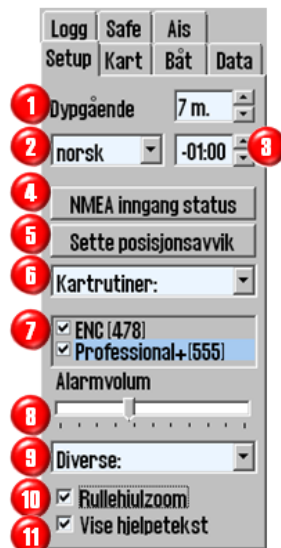 Logg Safe Ais
Setup Kart Båt Data
1 Dypgående 7 m.
2 norsk -01:00 3
4 NMEA inngang status
5 Sette posisjonsavvik
6 Kartrutiner:
7 ENC [478]
Professional+[555]
Alarmvolum
8
9 Diverse:
10 Rullehjulzoom
11 Vise hjelpetekst